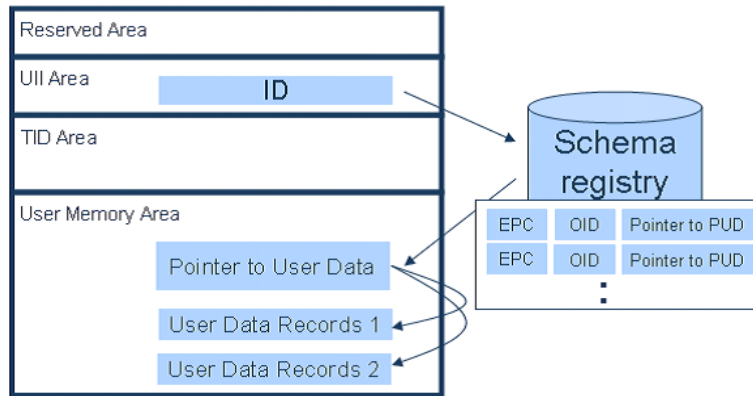 Reserved Area
UII Area
ID
TID Area
Schema
registry
User Memory Area
EPC OID Pointer to PUD
EPC OID Pointer to PUD
:
Pointer to User Data
User Data Records 1
User Data Records 2